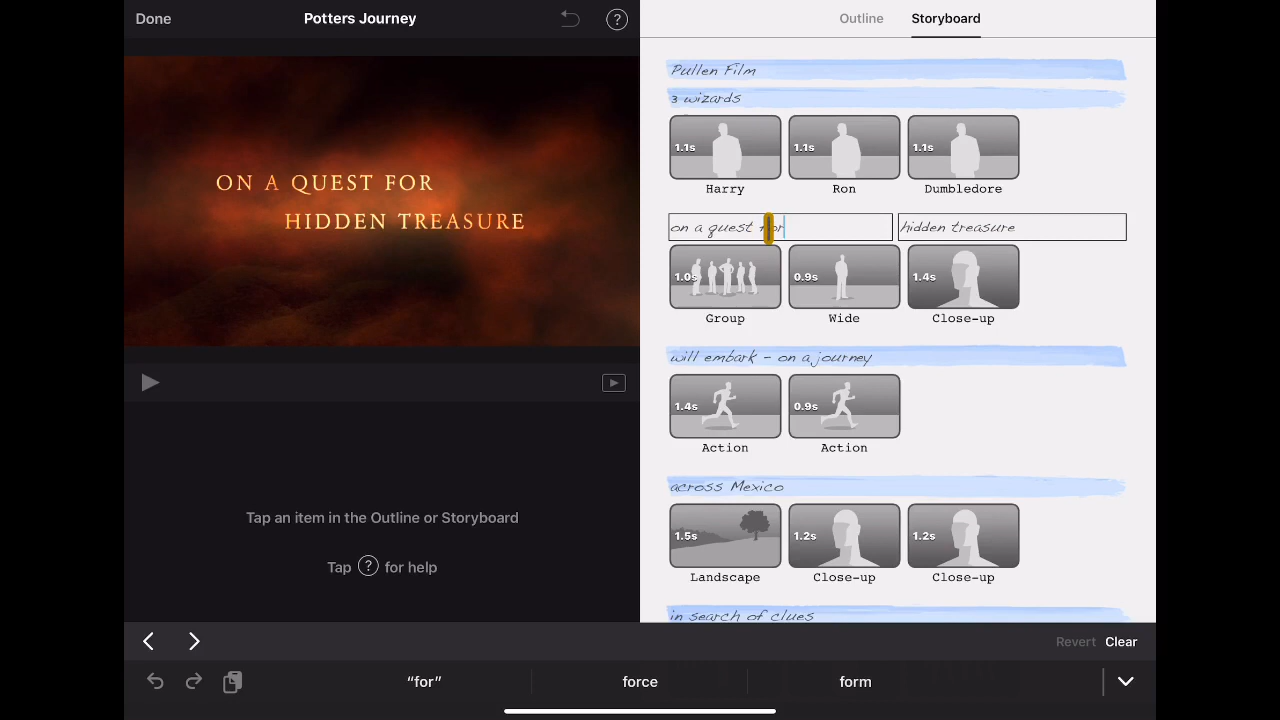 Done
Potters Journey
?
Outline
Storyboard
ON A QUEST FOR
HIDDEN TREASURE
Pullen Film
3 wizards
1.1s
1.1s
1.1s
Harry
Ron
Dumbledore
on a quest for
hidden treasure
1.0s
0.9s
1.4s
Group
Wide
Close-up
will embark - on a journey
1.4s
0.9s
Action
Action
across Mexico
1.5s
1.2s
1.2s
Landscape
Close-up
Close-up
in search of clues
Tap an item in the Outline or Storyboard
Tap ? for help
Revert
Clear
“for”
force
form